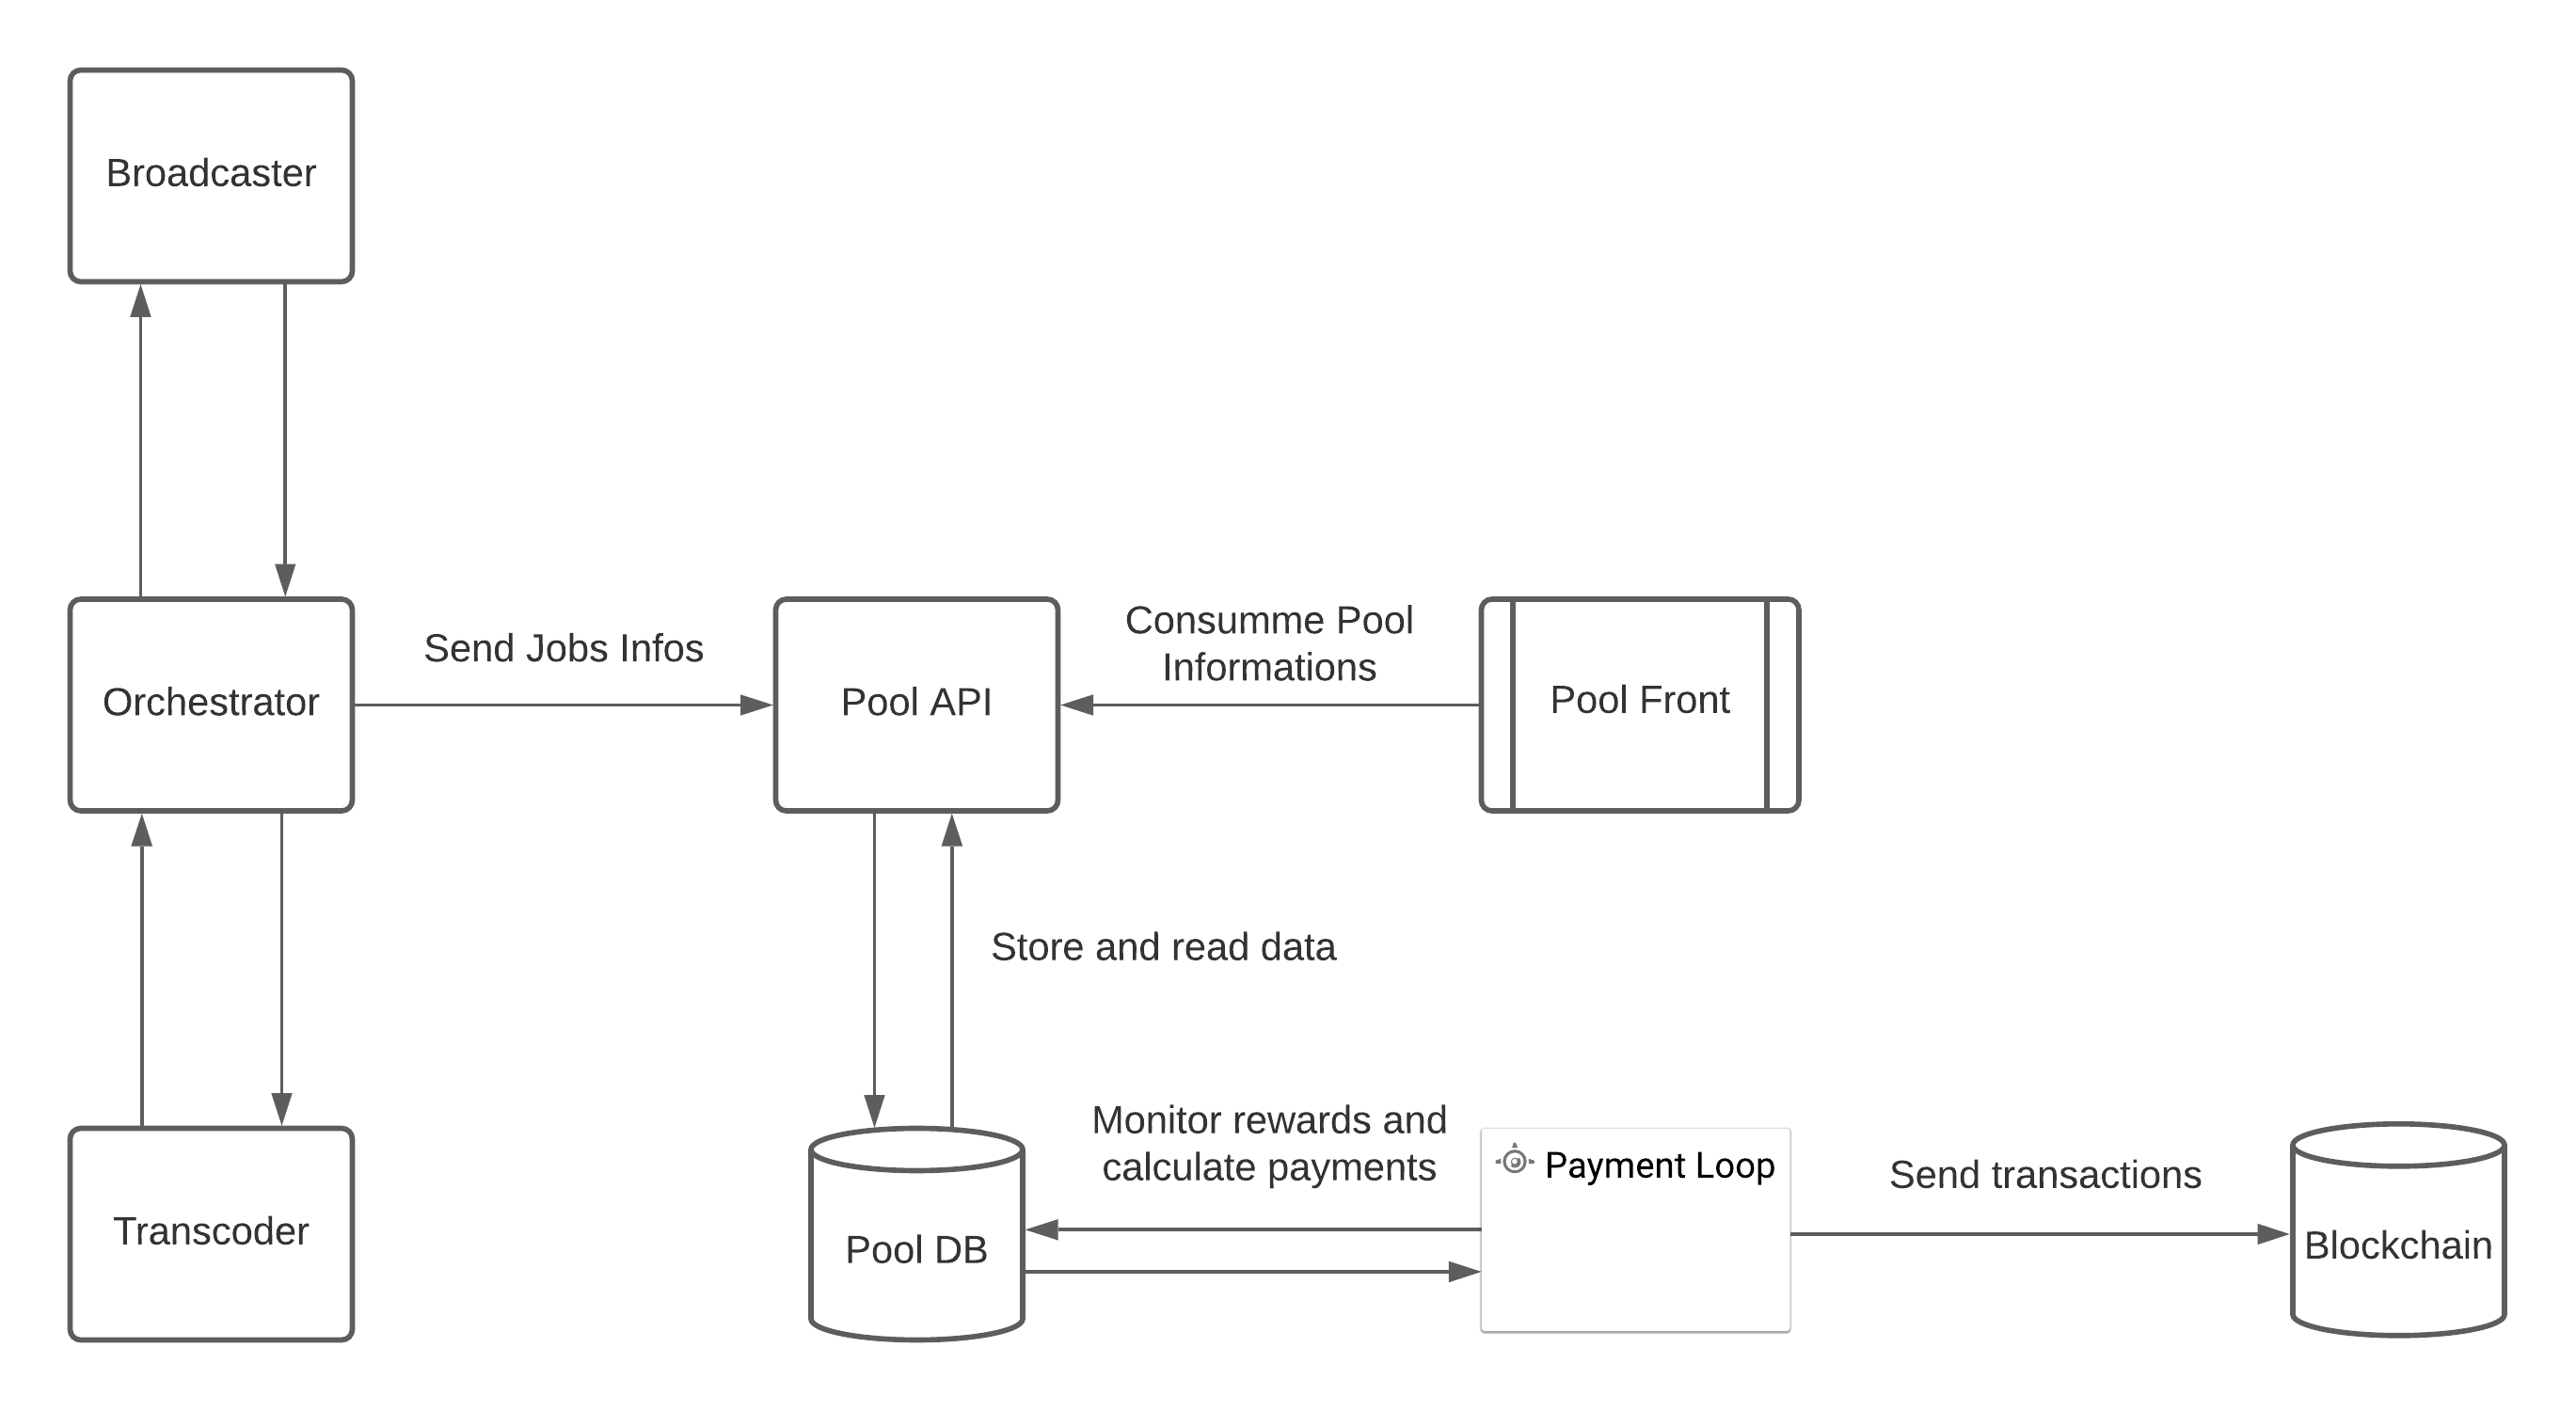 Broadcaster
Send Jobs Infos
Consumme Pool
Informations
Orchestrator
Pool API
Pool Front
Store and read data
Monitor rewards and
calculate payments
Payment Loop
Send transactions
Transcoder
Pool DB
Blockchain